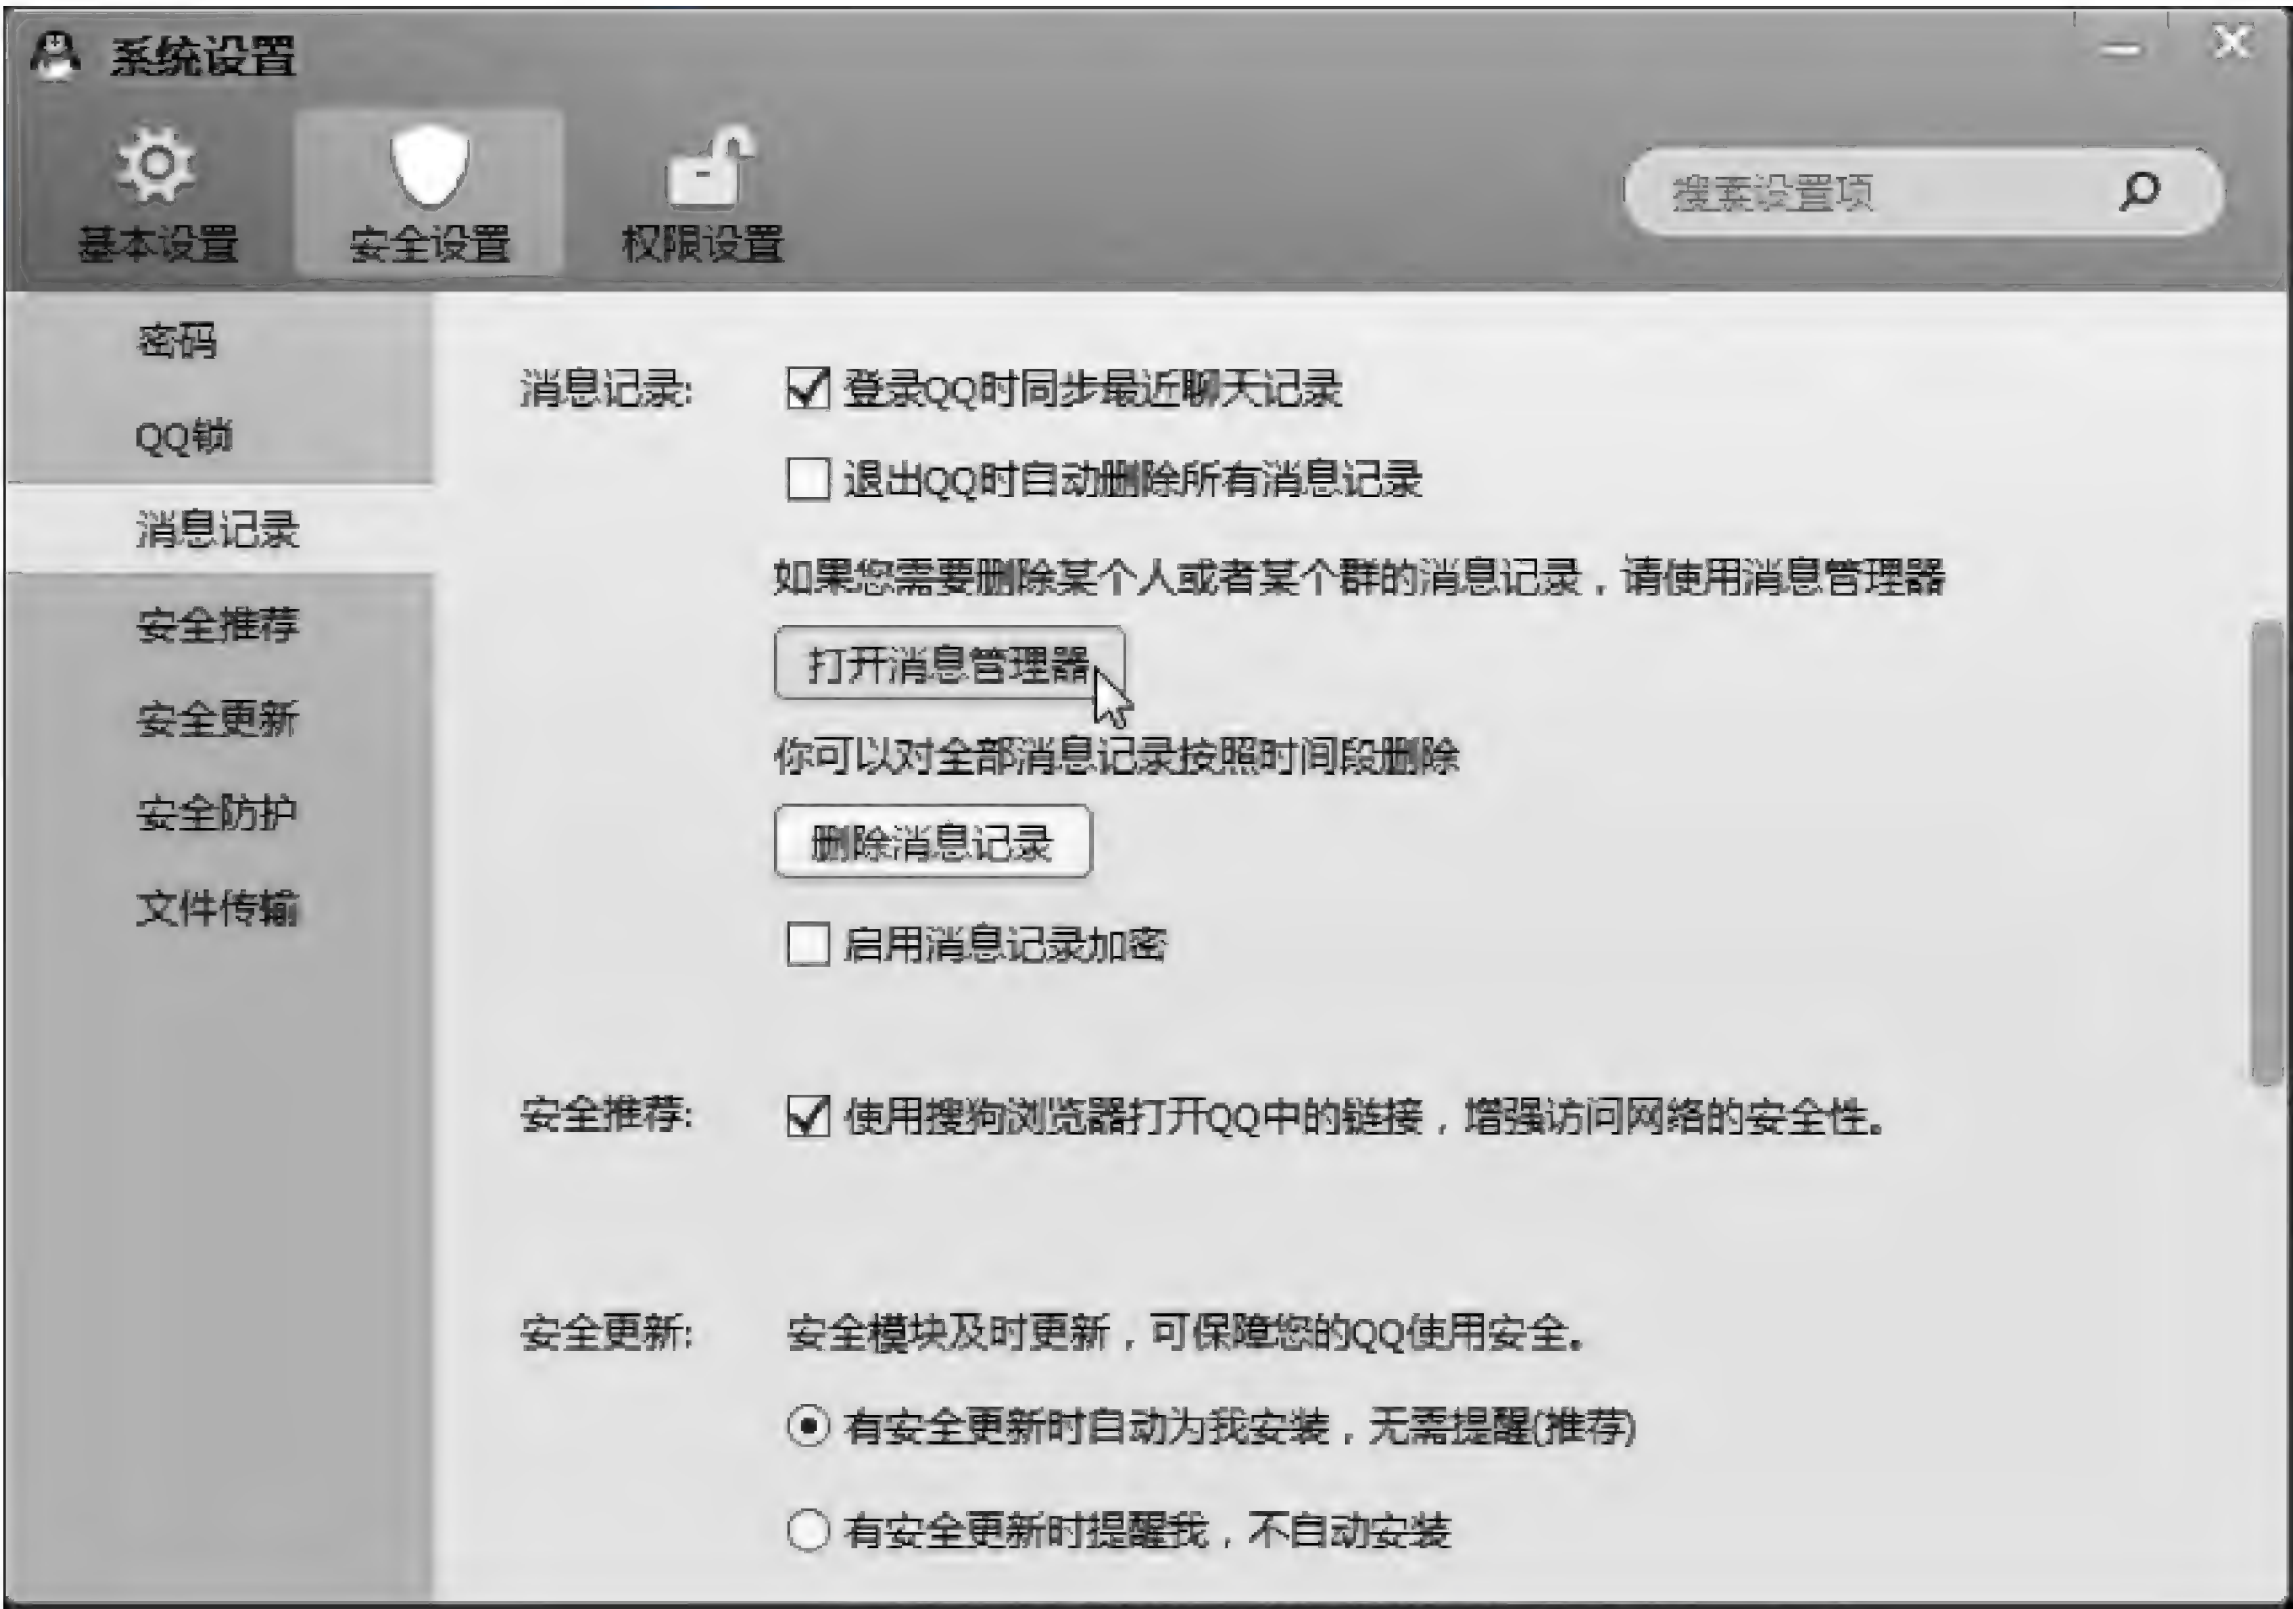 系统设置
基本设置
安全设置
权限设置
搜索设置项
密码
QQ锁
消息记录
安全推荐
安全更新
安全防护
文件传输
消息记录:
登录QQ时同步最近聊天记录
退出QQ时自动删除所有消息记录
如果您需要删除某个人或者某个群的消息记录，请使用消息管理器
打开消息管理器
你可以对全部消息记录按照时间段删除
删除消息记录
启用消息记录加密
安全推荐:
使用搜狗浏览器打开QQ中的链接，增强访问网络的安全性。
安全更新:
安全模块及时更新，可保障您的QQ使用安全。
有安全更新时自动为我安装，无需提醒(推荐)
有安全更新时提醒我，不自动安装